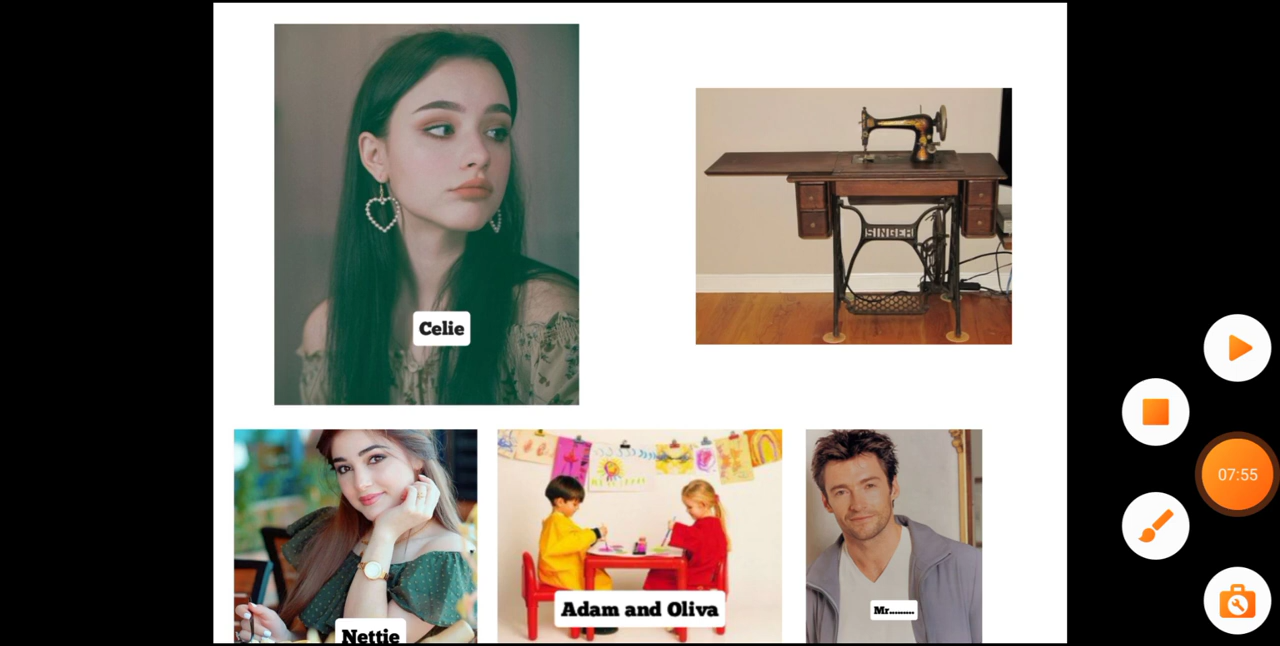 SINGER
Celie
Nettie
Adam and Oliva
Mr.........
07:55